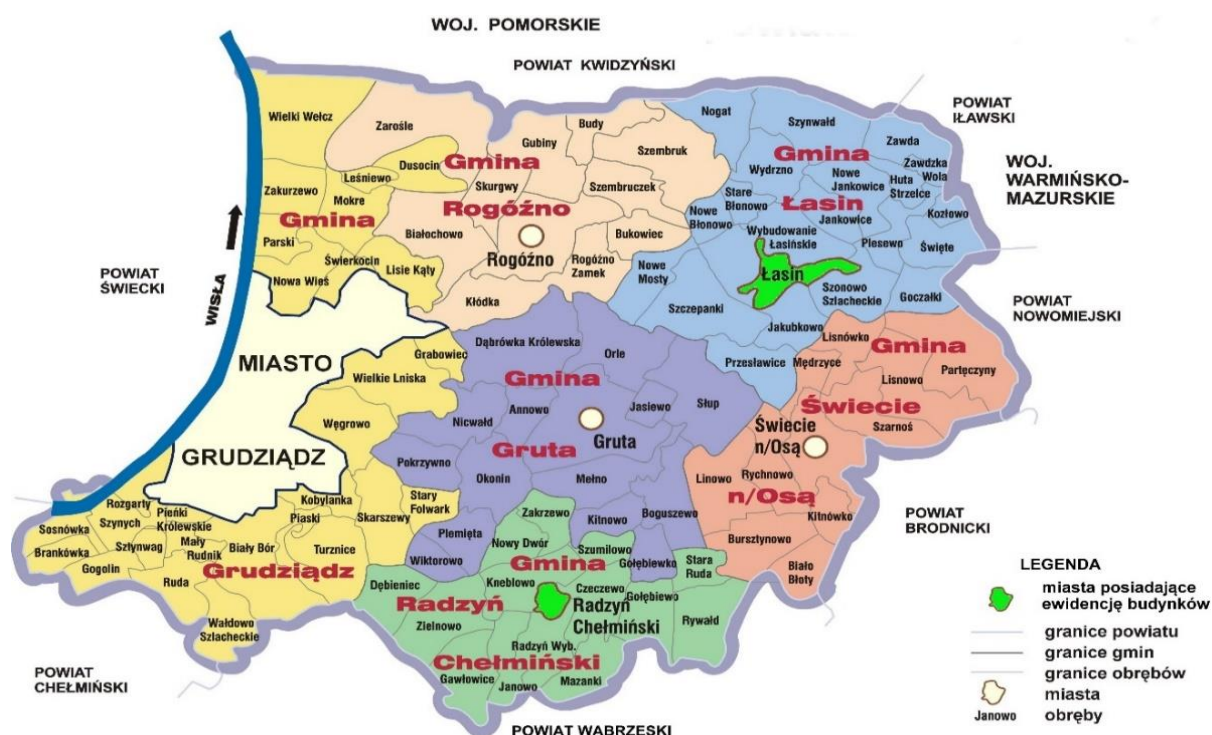 WOJ. POMORSKIE
POWIAT KWIDZYŃSKI
POWIAT
IŁAWSKI
WOJ.
WARMIŃSKO-
MAZURSKIE
POWIAT
ŚWIECKI
POWIAT
NOWOMIEJSKI
POWIAT
BRODNICKI
POWIAT
CHEŁMIŃSKI
POWIAT WĄBRZESKI
WISŁA
Wielki Wełcz
Zakurzewo
Leśniewo
Dusocin
Mokre
Gmina
Parski
Świerkocin
Nowa Wieś
Lisie Kąty
MIASTO
GRUDZIĄDZ
Grabowiec
Wielkie Lniska
Węgrowo
Stary
Folwark
Skarszewy
Kobylanka
Piaski
Turznice
Rozgarty
Pieńki
Królewskie
Sosnówka
Szynych
Mały
Rudnik
Biały Bór
Brankówka
Sztynwag
Gogolin
Ruda
Grudziądz
Wałdowo
Szlacheckie
Zarośle
Budy
Gubiny
Szembruk
Gmina
Skurgwy
Szembruczek
Rogóźno
Białochowo
Rogóźno
Bukowiec
Rogóźno
Zamek
Kłódka
Nogat
Szynwałd
Zawda
Gmina
Zawdzka
Wola
Wydrzno
Nowe
Jankowice
Huta
Strzelce
Stare
Błonowo
Łasin
Jankowice
Kozłowo
Nowe
Błonowo
Wybudowanie
Łasińskie
Plesewo
Święte
Nowe
Mosty
Łasin
Szonowo
Szlacheckie
Goczałki
Szczepanki
Jakubkowo
Przesławice
Dąbrówka Królewska
Orle
Gmina
Annowo
Jasiewo
Słup
Nicwałd
Gruta
Gruta
Pokrzywno
Okonin
Mełno
Plemięta
Wiktorowo
Kitnowo
Boguszewo
Gołębiewko
Lisnówko
Gmina
Mędrzyce
Partęczyny
Lisnowo
Świecie
Szarnoś
Świecie
n/Osą
Linowo
Rychnowo
n/Osą
Kitnówko
Bursztynowo
Biało
Błoty
Zakrzewo
Nowy Dwór
Szumiłowo
Gmina
Stara
Ruda
Dębieniec
Kneblowo
Czeczewo
Gołębiewo
Radzyń
Radzyń
Chełmiński
Rywałd
Zielnowo
Radzyń Wyb.
Chełmiński
Gawłowice
Janowo
Mazanki
LEGENDA
miasta posiadające
ewidencję budynków
granice powiatu
granice gmin
granice obrębów
miasta
Janowo obręby